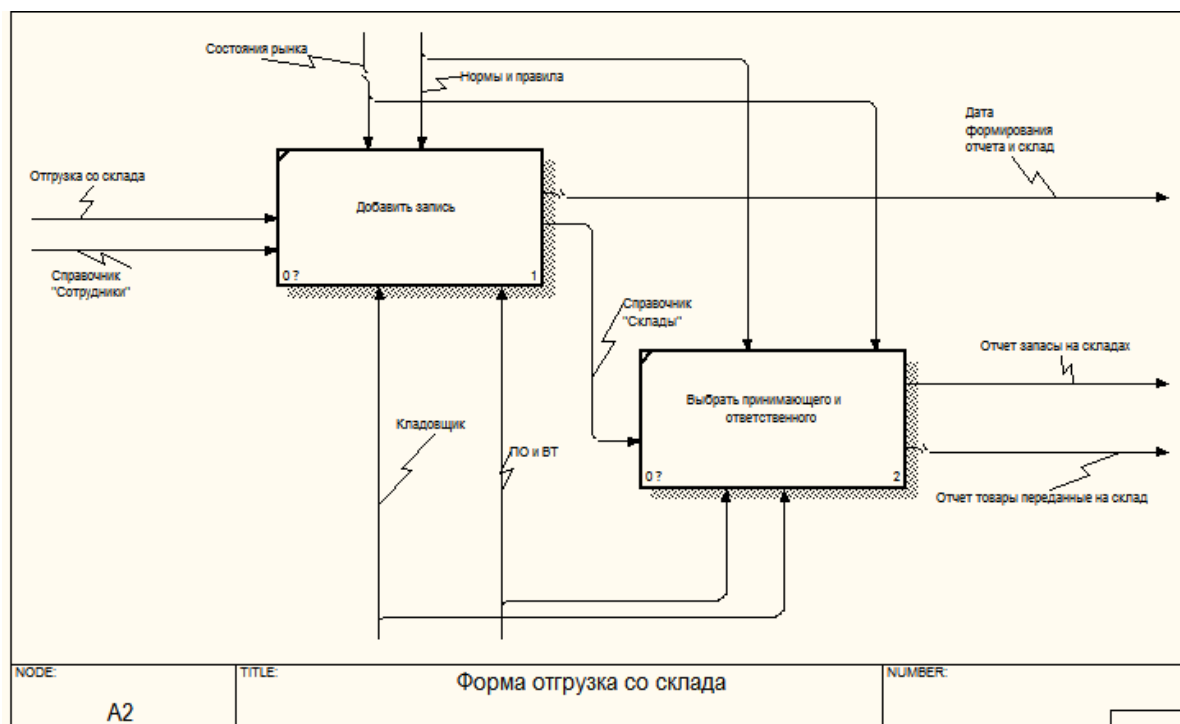 Состояния рынка
Нормы и правила
Дата
формирования
отчета и склад
Отгрузка со склада
Добавить запись
Справочник
"Сотрудники"
0 ?
1
Справочник
"Склады"
Отчет запасы на складах
Выбрать принимающего и
ответственного
Кладовщик
ПО и ВТ
0 ?
2
Отчет товары переданные на склад
NODE:
TITLE:
NUMBER:
Форма отгрузка со склада
A2